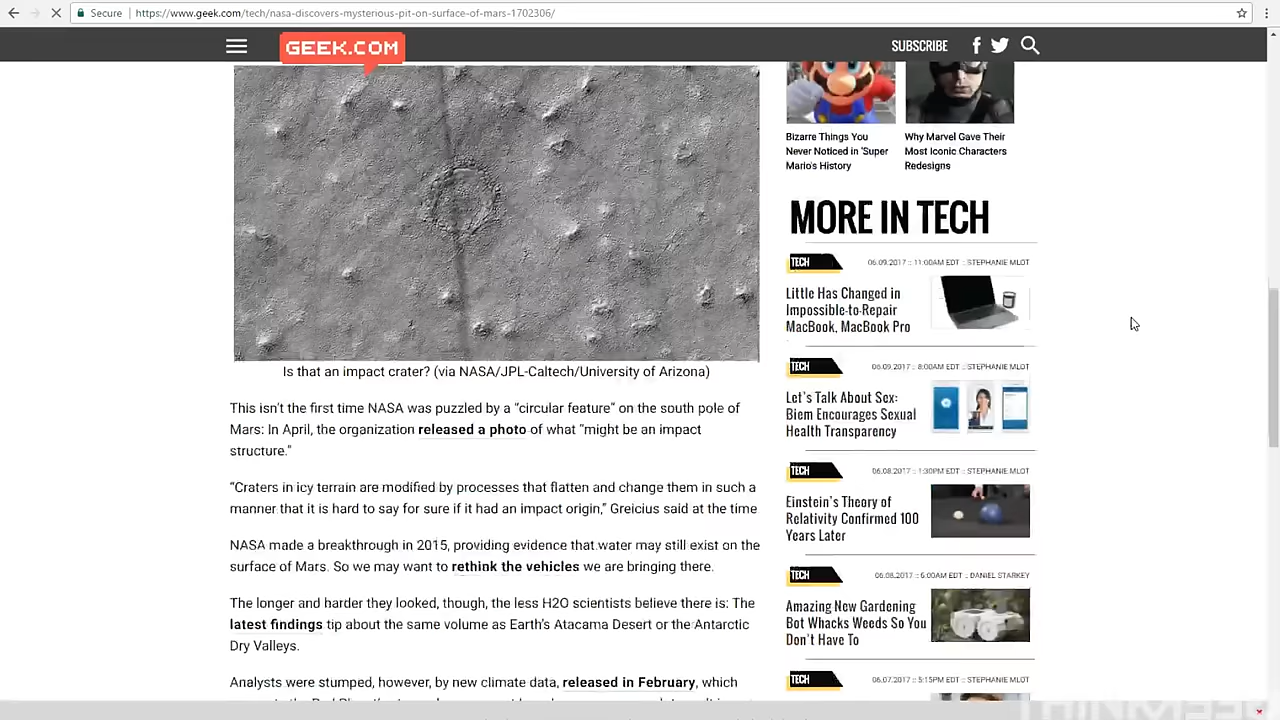 Secure
https://www.geek.com/tech/nasa-discovers-mysterious-pit-on-surface-of-mars-1702306/
GEEK.COM
SUBSCRIBE
Is that an impact crater? (via NASA/JPL-Caltech/University of Arizona)
This isn't the first time NASA was puzzled by a “circular feature” on the south pole of
Mars: In April, the organization released a photo of what “might be an impact
structure.”
“Craters in icy terrain are modified by processes that flatten and change them in such a
manner that it is hard to say for sure if it had an impact origin,” Greicius said at the time
NASA made a breakthrough in 2015, providing evidence that water may still exist on the
surface of Mars. So we may want to rethink the vehicles we are bringing there.
The longer and harder they looked, though, the less H2O scientists believe there is: The
latest findings tip about the same volume as Earth's Atacama Desert or the Antarctic
Dry Valleys.
Analysts were stumped, however, by new climate data, released in February, which
Bizarre Things You
Never Noticed in 'Super
Mario's History
Why Marvel Gave Their
Most Iconic Characters
Redesigns
MORE IN TECH
TECH
06.09.2017 :: 11:00AM EDT :: STEPHANIE MLOT
Little Has Changed in
Impossible-to-Repair
MacBook, MacBook Pro
TECH
06.09.2017 :: 8:00AM EDT :: STEPHANIE MLOT
Let's Talk About Sex:
Biem Encourages Sexual
Health Transparency
TECH
06.08.2017 :: 1:30PM EDT :: STEPHANIE MLOT
Einstein's Theory of
Relativity Confirmed 100
Years Later
TECH
06.08.2017 :: 6:00AM EDT :: DANIEL STARKEY
Amazing New Gardening
Bot Whacks Weeds So You
Don't Have To
TECH
06.07.2017 :: 5:15PM EDT :: STEPHANIE MLOT